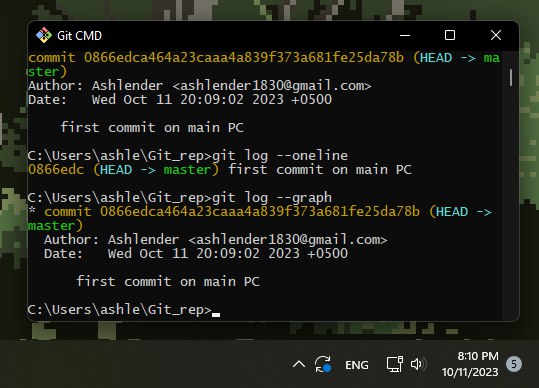 Git CMD
commit 0866edca464a23caaa4a839f373a681fe25da78b (HEAD -> ma
ster)
Author: Ashlender <ashlender1830@gmail.com>
Date:   Wed Oct 11 20:09:02 2023 +0500
    first commit on main PC
C:\Users\ashle\Git_rep>git log --oneline
0866edc (HEAD -> master) first commit on main PC
C:\Users\ashle\Git_rep>git log --graph
* commit 0866edca464a23caaa4a839f373a681fe25da78b (HEAD ->
master)
  Author: Ashlender <ashlender1830@gmail.com>
  Date:   Wed Oct 11 20:09:02 2023 +0500
      first commit on main PC
C:\Users\ashle\Git_rep>
ENG
8:10 PM
10/11/2023
5